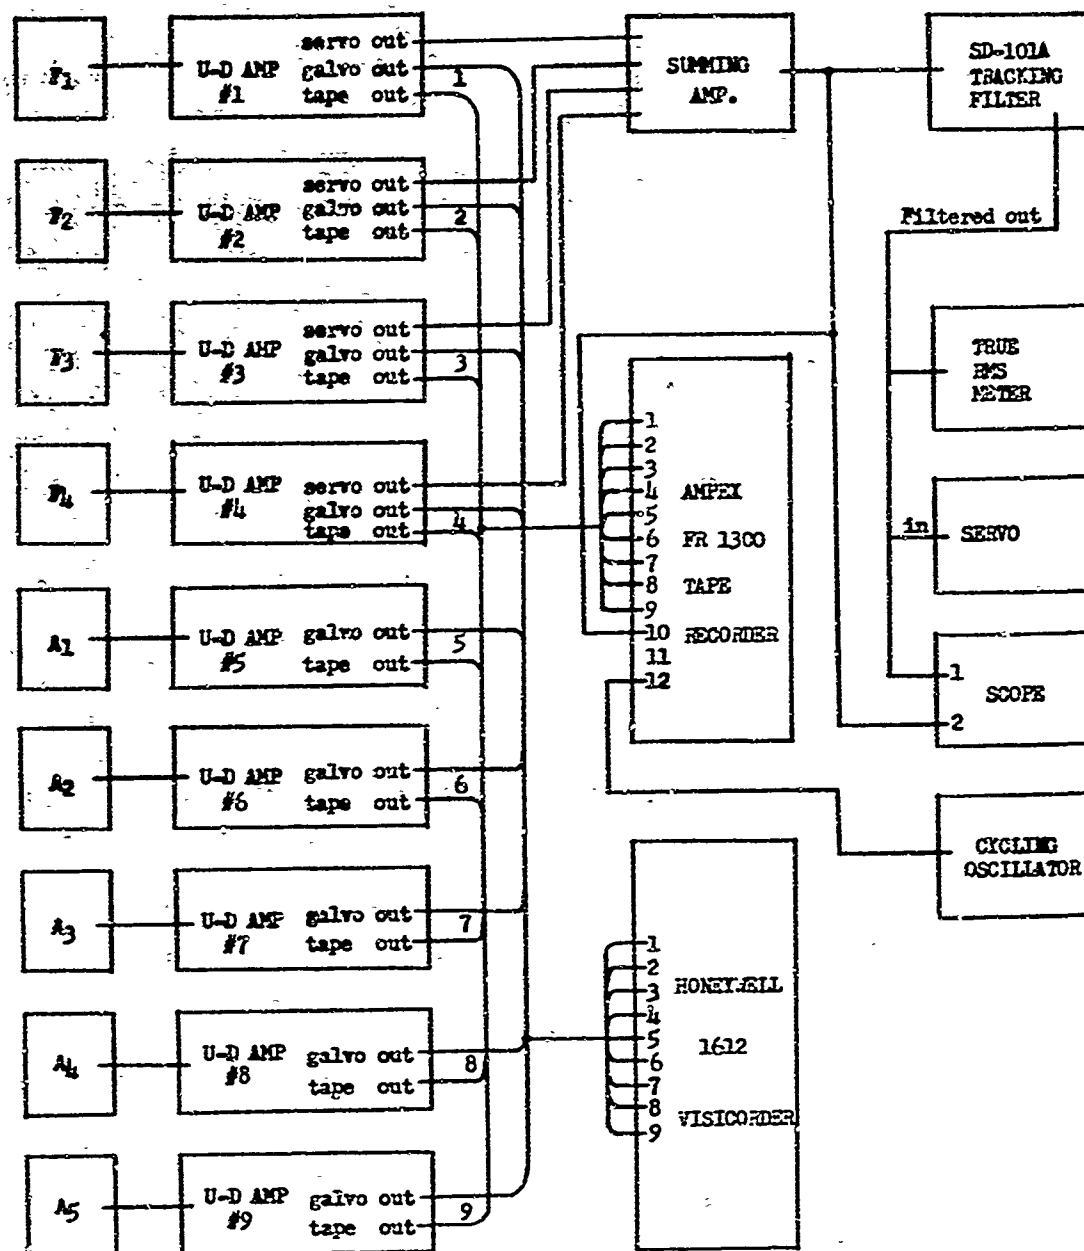 F1
U-D AMP
#1
servo out
galvo out
tape out
1
SUMMING
AMP.
SD-101A
TRACKING
FILTER
F2
U-D AMP
#2
servo out
galvo out
tape out
2
Filtered out
F3
U-D AMP
#3
servo out
galvo out
tape out
3
TRUE
RMS
METER
F4
U-D AMP
#4
servo out
galvo out
tape out
4
1
2
3
4
5
6
7
8
9
10
11
12
AMPEX
FR 1300
TAPE
RECORDER
in
SERVO
A1
U-D AMP
#5
galvo out
tape out
5
1
2
SCOPE
A2
U-D AMP
#6
galvo out
tape out
6
CYCLING
OSCILLATOR
A3
U-D AMP
#7
galvo out
tape out
7
1
2
3
4
5
6
7
8
9
HONEYWELL
1612
VISICORDER
A4
U-D AMP
#8
galvo out
tape out
8
A5
U-D AMP
#9
galvo out
tape out
9